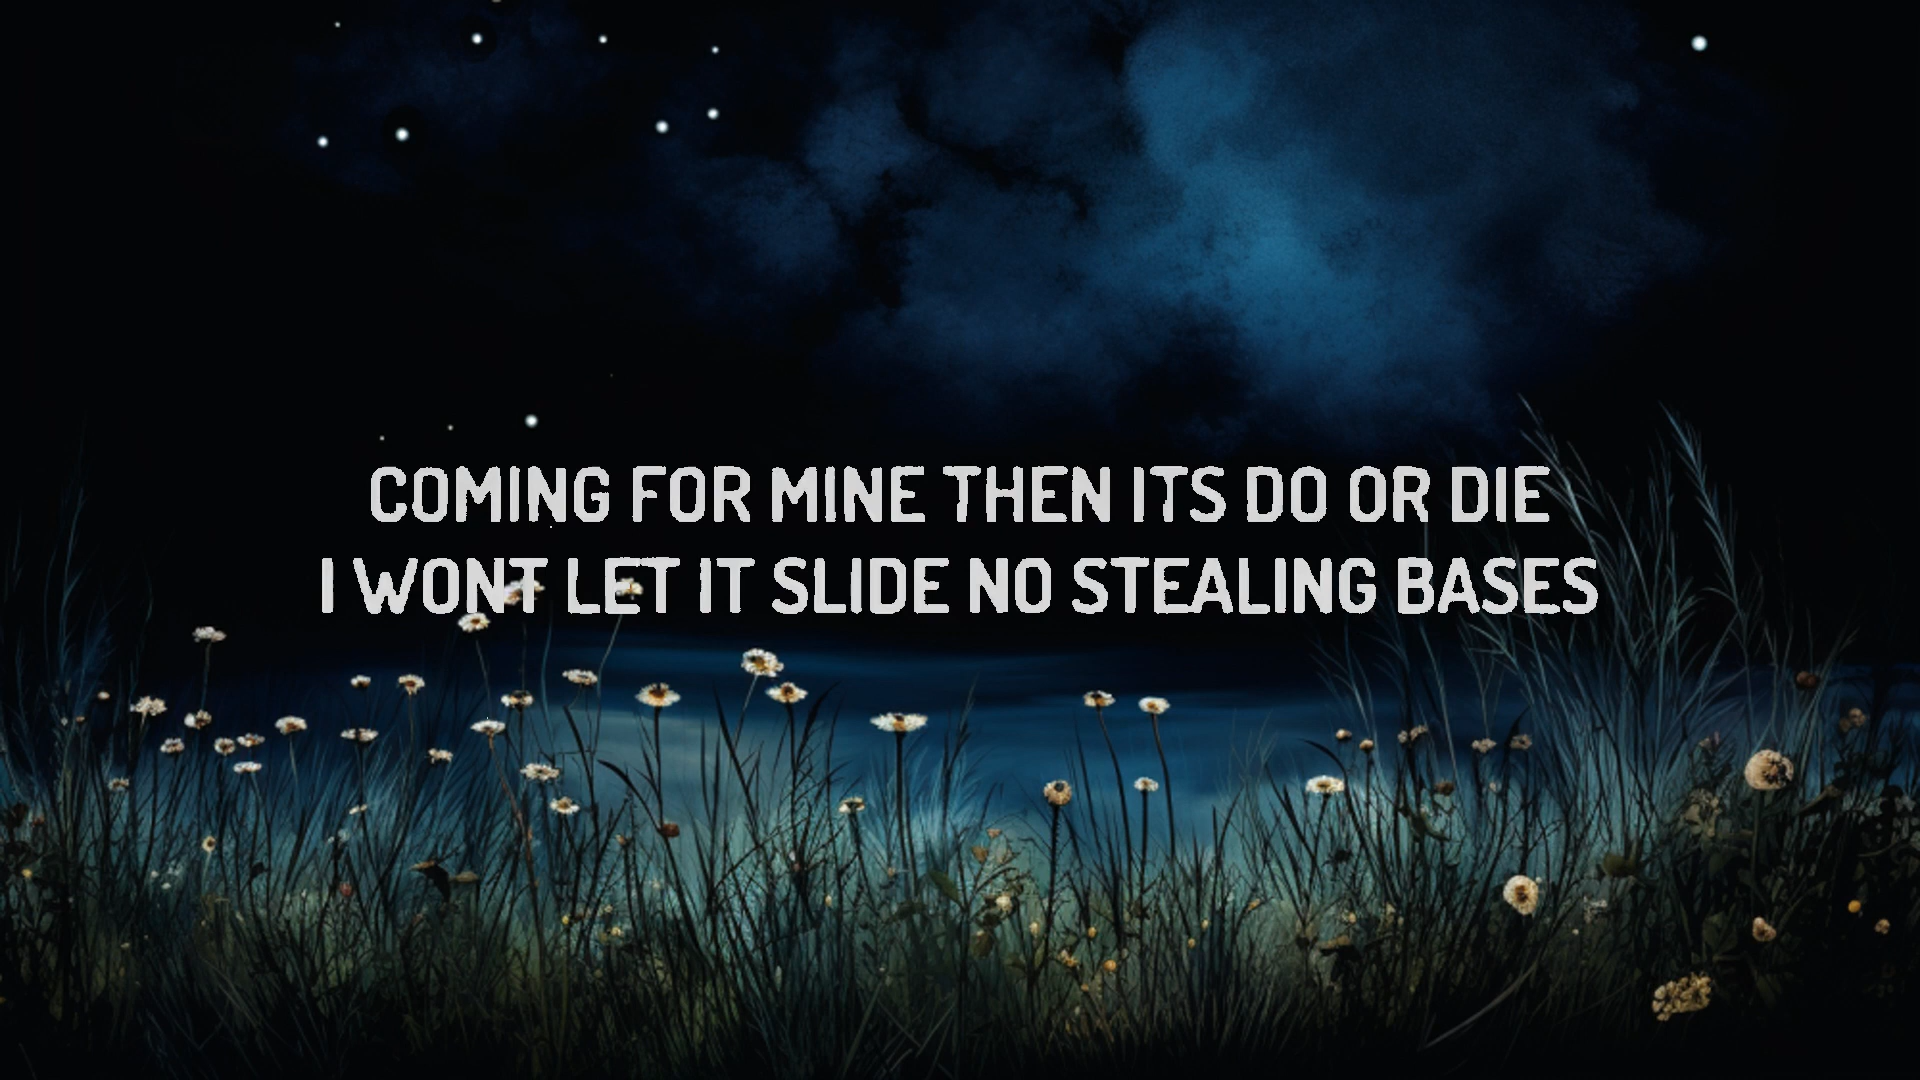 COMING FOR MINE THEN ITS DO OR DIE
I WONT LET IT SLIDE NO STEALING BASES